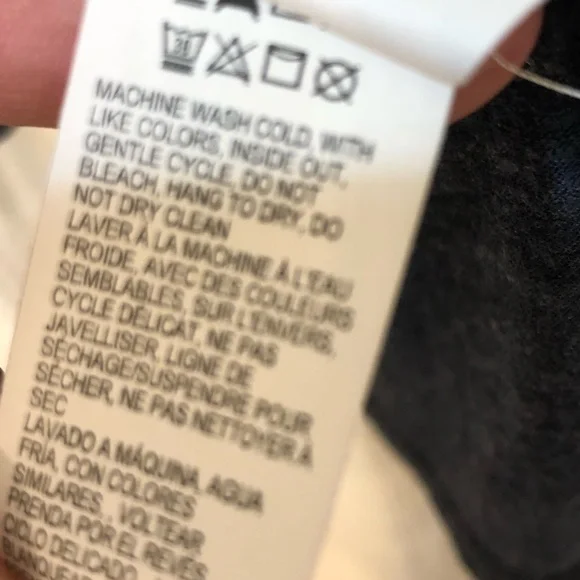 MACHINE WASH COLD, WITH
LIKE COLORS, INSIDE OUT,
GENTLE CYCLE, DO NOT
BLEACH, HANG TO DRY, DO
NOT DRY CLEAN
LAVER À LA MACHINE À L'EAU
FROIDE, AVEC DES COULEURS
SEMBLABLES, SUR L'ENVERS,
CYCLE DÉLICAT, NE PAS
JAVELLISER, LIGNE DE
SÉCHAGE/SUSPENDRE POUR
SÉCHER, NE PAS NETTOYER À
SEC
LAVADO A MÁQUINA, AGUA
FRÍA, CON COLORES
SIMILARES, VOLTEAR
PRENDA POR EL REVÉS
CICLO DELICADO